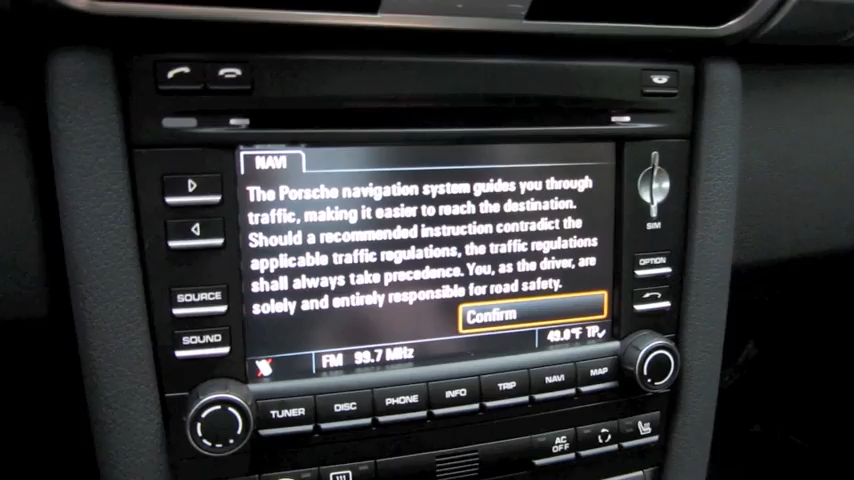 NAVI
The Porsche navigation system guides you through
traffic, making it easier to reach the destination.
Should a recommended instruction contradict the
applicable traffic regulations, the traffic regulations
shall always take precedence. You, as the driver, are
solely and entirely responsible for road safety.
Confirm
FM 99.7 MHz
49.0°F TP✓
SOURCE
SOUND
SIM
OPTION
TUNER DISC PHONE INFO TRIP NAVI MAP
AC
OFF